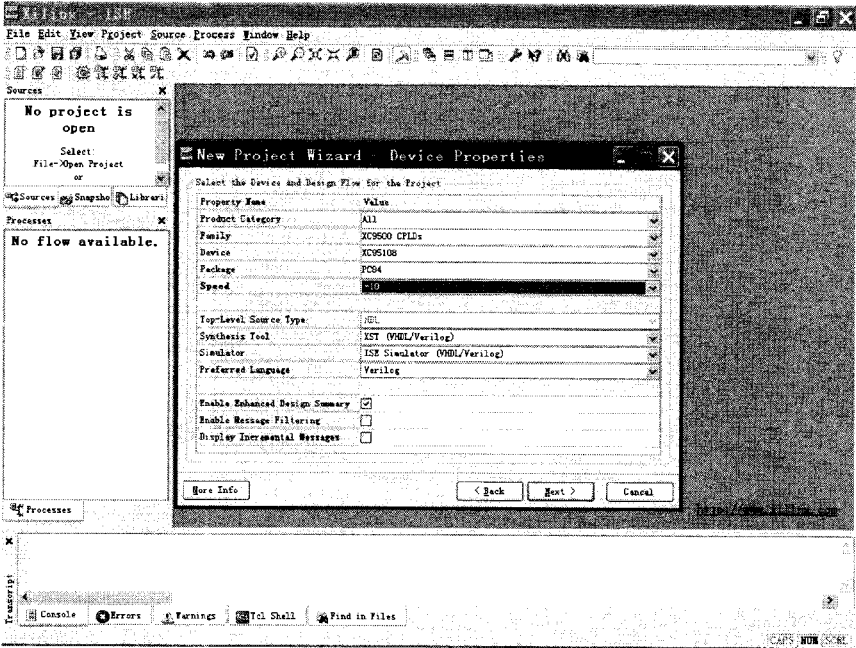 Xilinx - ISE
File Edit View Project Source Process Window Help
Sources
No project is
open
Select:
File->Open Project
or
Sources Snapsho Librari
Processes
No flow available.
Processes
New Project Wizard - Device Properties
Select the Device and Design Flow for the Project
Property Name Value
Product Category All
Family XC9500 CPLDs
Device XC95108
Package PC84
Speed -10
Top-Level Source Type HDL
Synthesis Tool XST (VHDL/Verilog)
Simulator ISE Simulator (VHDL/Verilog)
Preferred Language Verilog
Enable Enhanced Design Summary
Enable Message Filtering
Display Incremental Messages
More Info < Back Next > Cancel
http://www.xilinx.com
Transcript
Console Errors Warnings Tcl Shell Find in Files
CAPS NUM SCRL